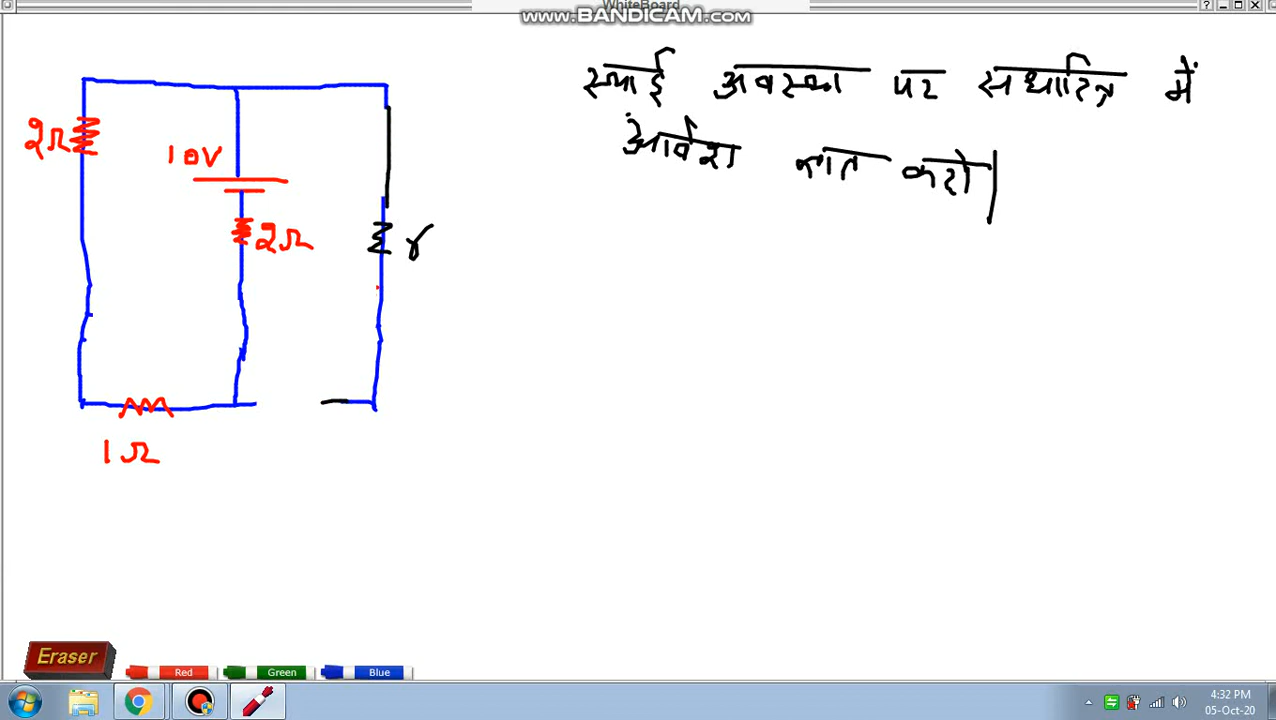 WhiteBoard
www.BANDICAM.com
स्थाई अवस्था पर संधारित्र में
आवेश ज्ञात करो।
2Ω
10V
2Ω
r
1Ω
Eraser
Red
Green
Blue
4:32 PM
05-Oct-20